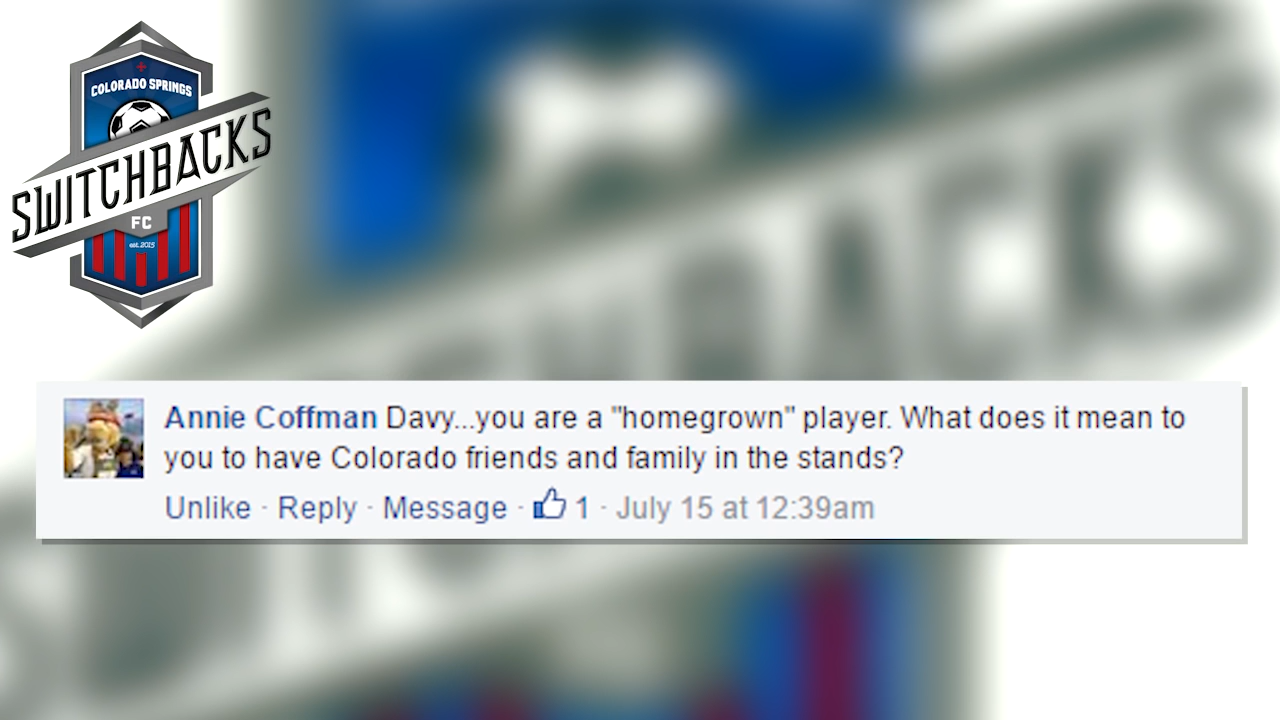 COLORADO SPRINGS
SWITCHBACKS
FC
est.2015
Annie Coffman Davy...you are a "homegrown" player. What does it mean to
you to have Colorado friends and family in the stands?
Unlike · Reply · Message · 1 · July 15 at 12:39am